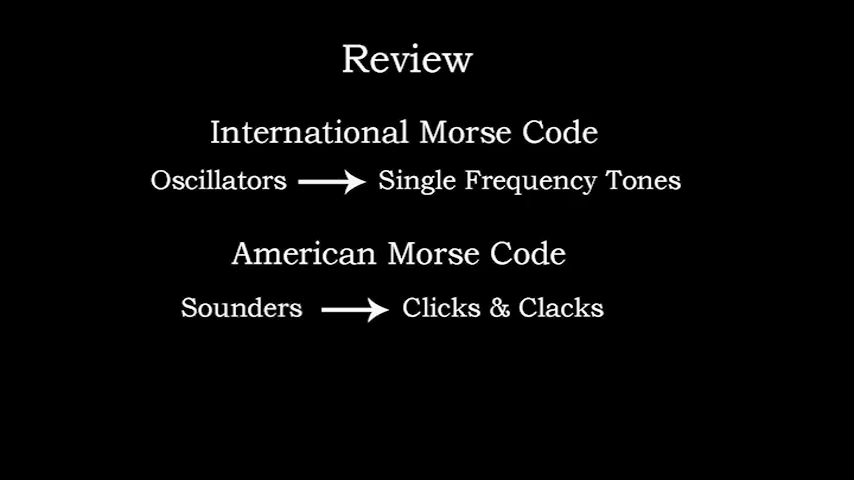 Review
International Morse Code
Oscillators → Single Frequency Tones
American Morse Code
Sounders → Clicks & Clacks